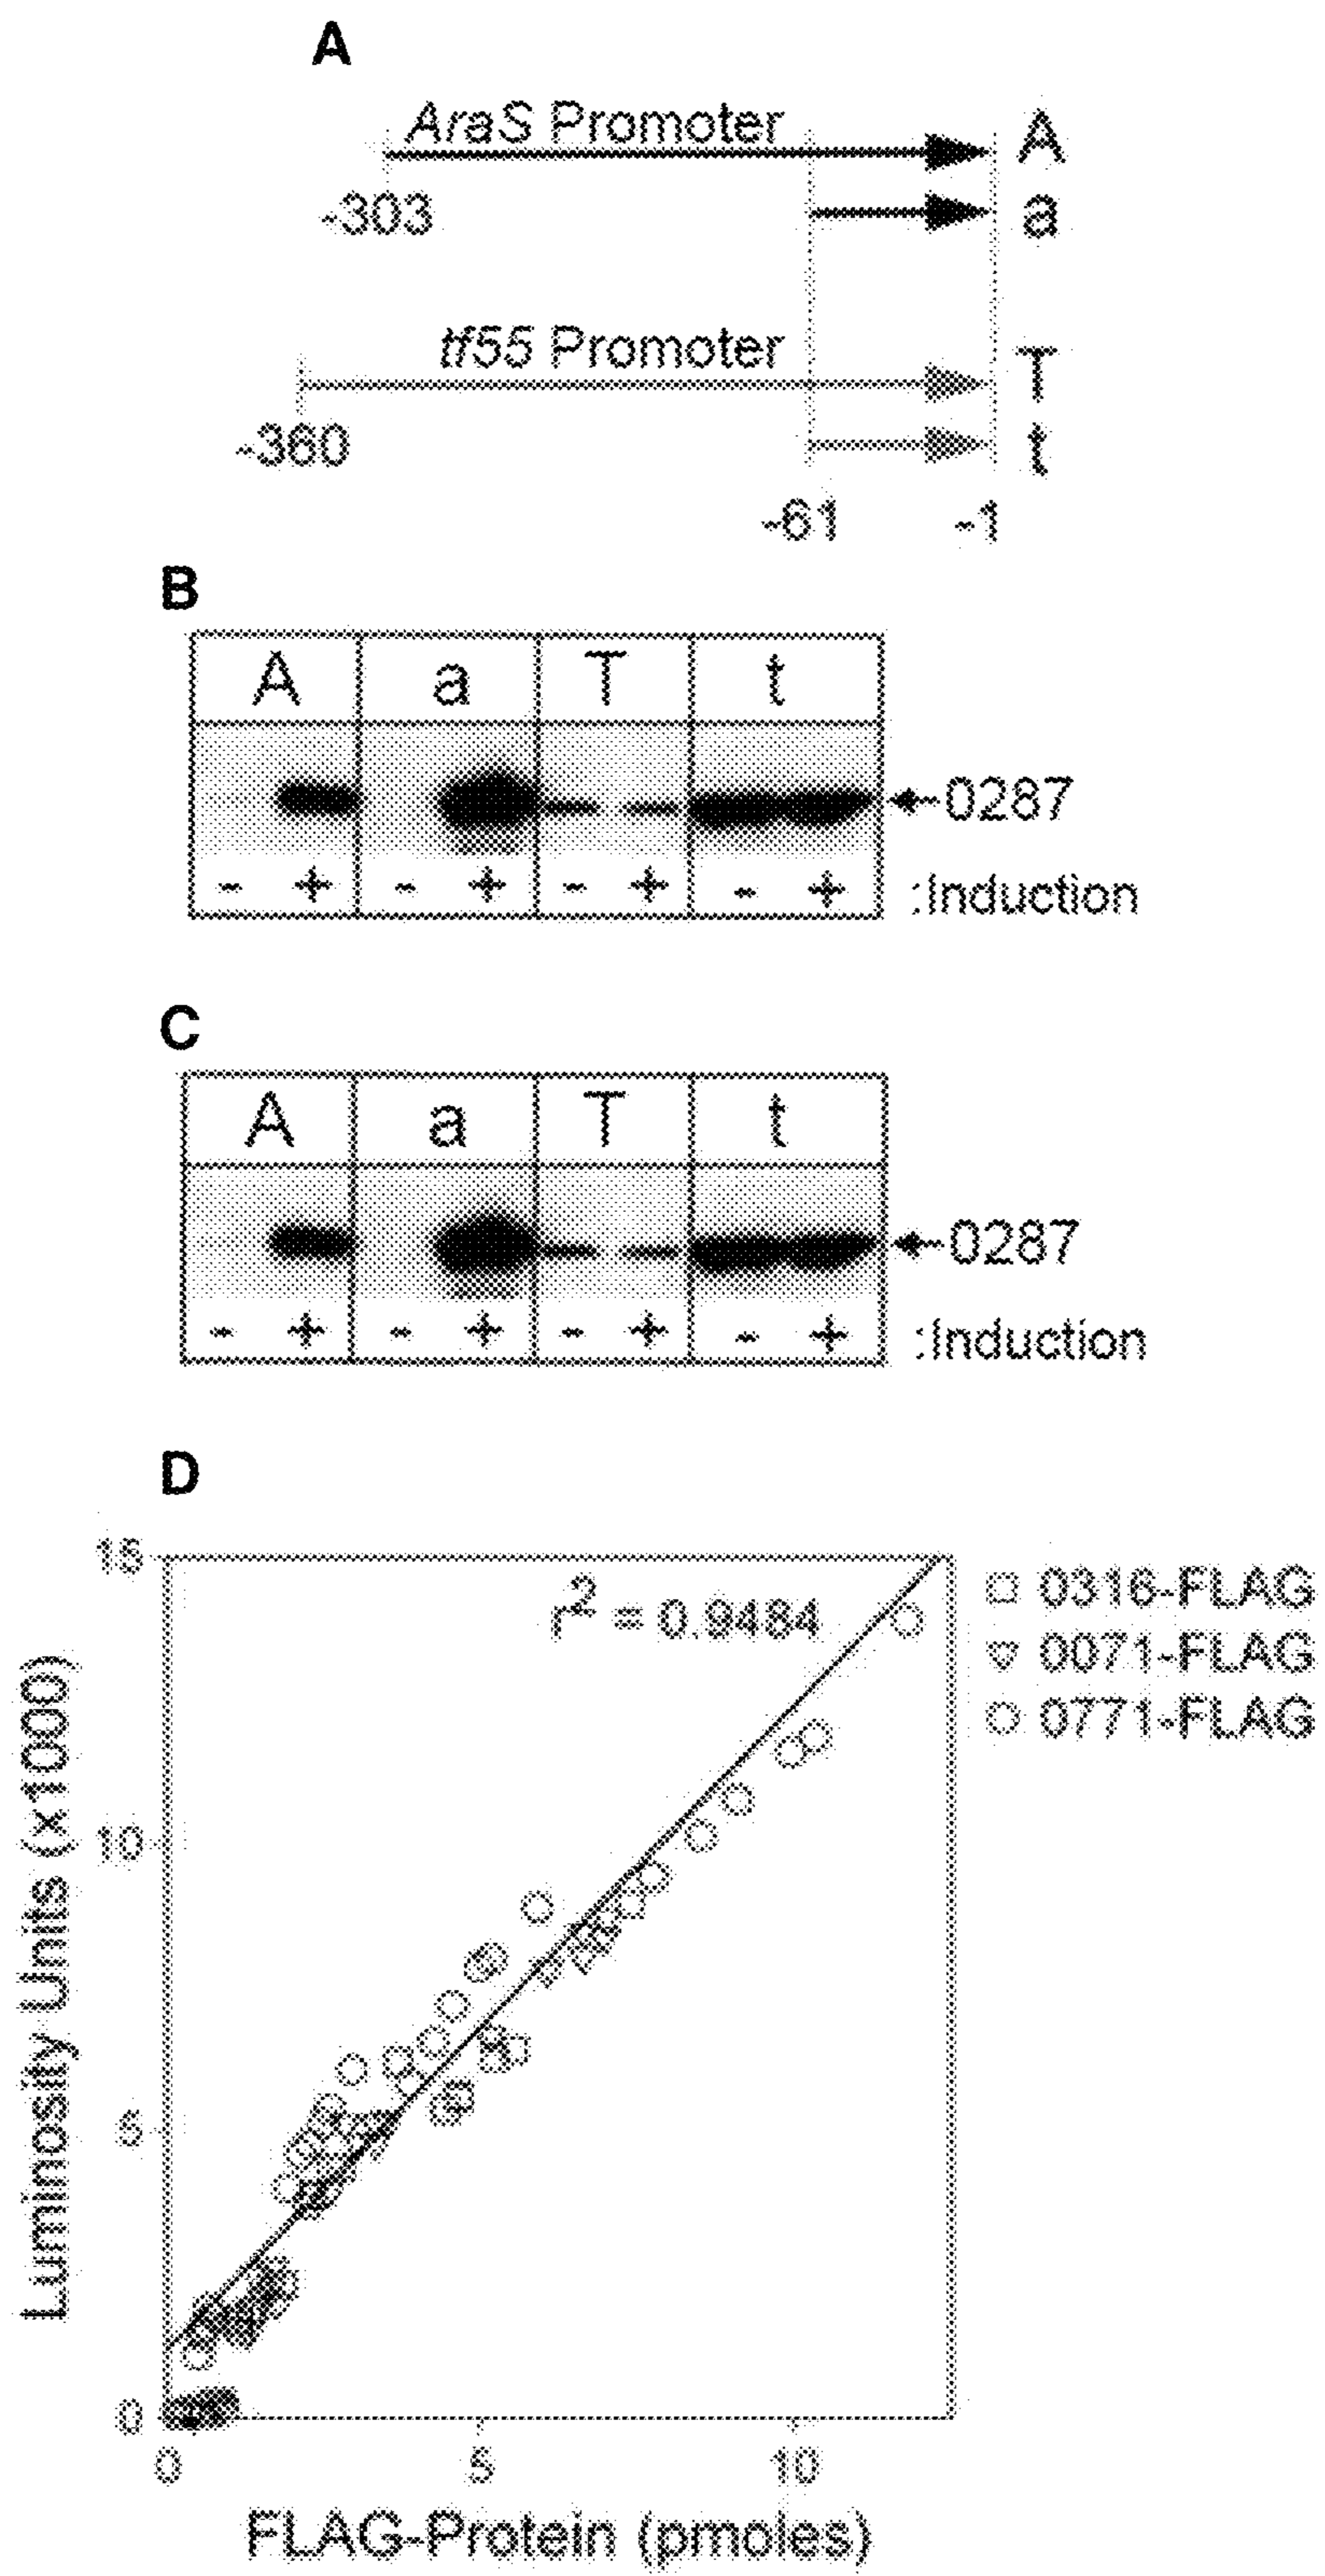 A
AraS Promoter A
-303 a
tf55 Promoter T
-360 t
-61 -1
B
A a T t
←0287
- + - + - + - + :Induction
C
A a T t
←0287
- + - + - + - + :Induction
D
15
r2 = 0.9484
0316-FLAG
0071-FLAG
0771-FLAG
Luminosity Units (x1000)
10
5
0
0 5 10
FLAG-Protein (pmoles)